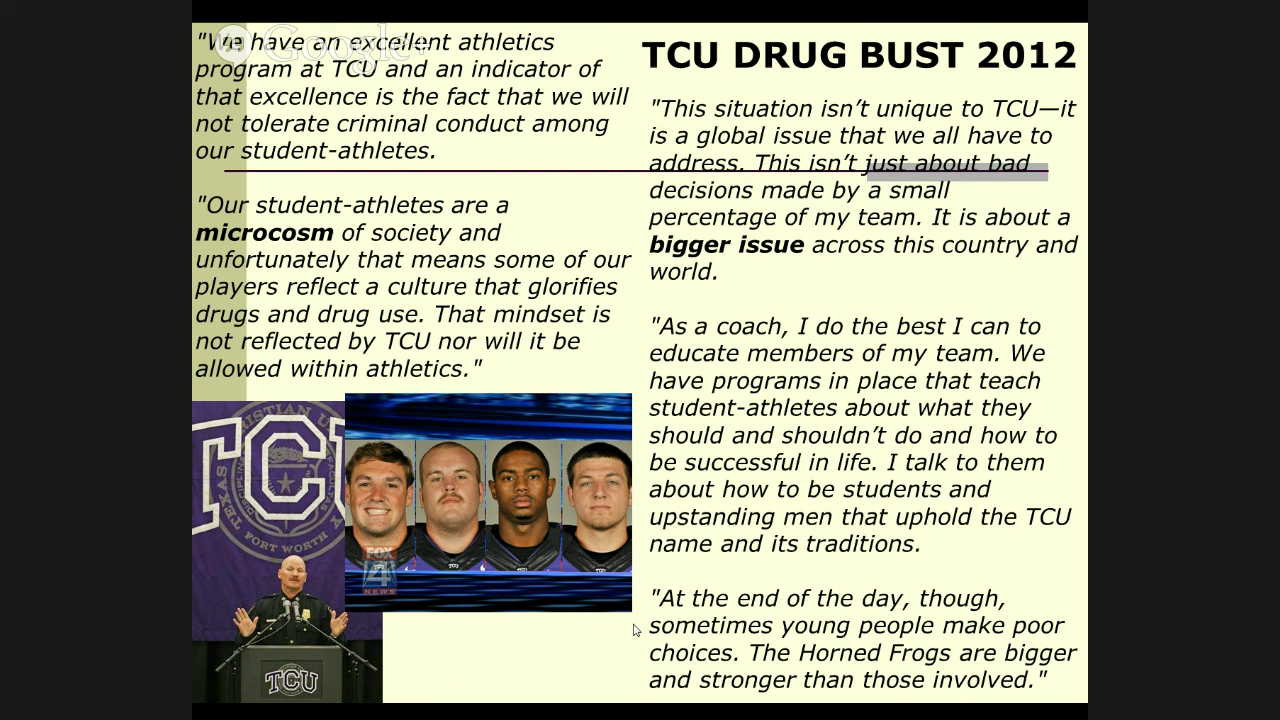 Google+
"We have an excellent athletics
program at TCU and an indicator of
that excellence is the fact that we will
not tolerate criminal conduct among
our student-athletes.
"Our student-athletes are a
microcosm of society and
unfortunately that means some of our
players reflect a culture that glorifies
drugs and drug use. That mindset is
not reflected by TCU nor will it be
allowed within athletics."
TCU DRUG BUST 2012
"This situation isn’t unique to TCU—it
is a global issue that we all have to
address. This isn’t just about bad
decisions made by a small
percentage of my team. It is about a
bigger issue across this country and
world.
"As a coach, I do the best I can to
educate members of my team. We
have programs in place that teach
student-athletes about what they
should and shouldn’t do and how to
be successful in life. I talk to them
about how to be students and
upstanding men that uphold the TCU
name and its traditions.
"At the end of the day, though,
sometimes young people make poor
choices. The Horned Frogs are bigger
and stronger than those involved."
TCU
TEXAS
FORT WORTH
TCU
FOX
4
NEWS